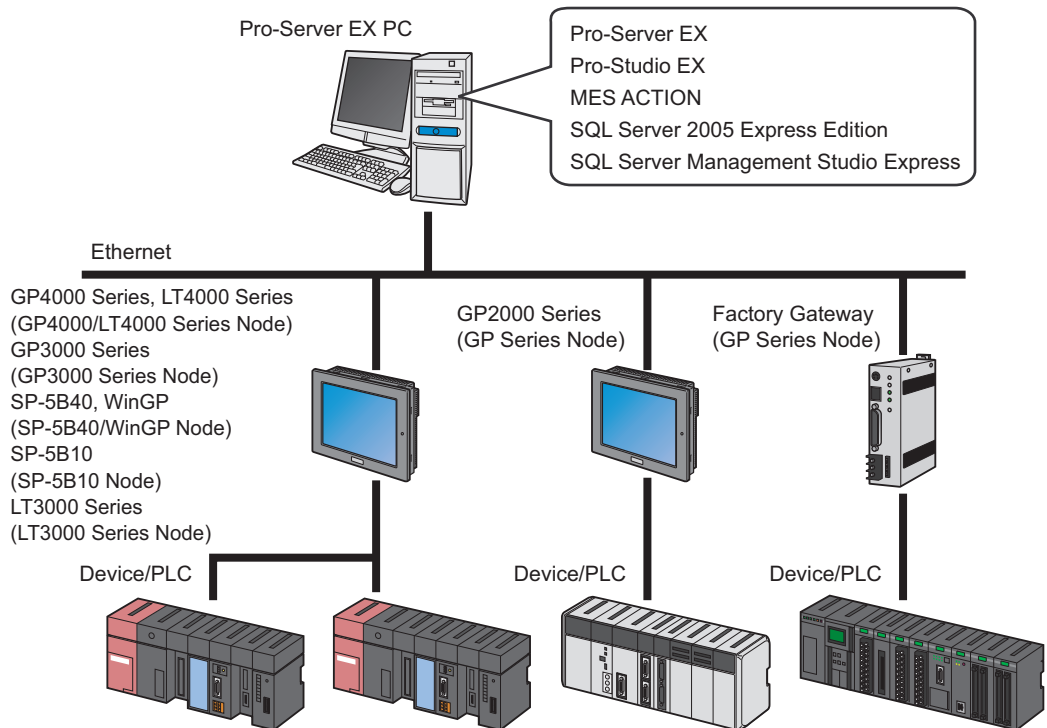 Pro-Server EX PC
Pro-Server EX
Pro-Studio EX
MES ACTION
SQL Server 2005 Express Edition
SQL Server Management Studio Express
Ethernet
GP4000 Series, LT4000 Series
(GP4000/LT4000 Series Node)
GP3000 Series
(GP3000 Series Node)
SP-5B40, WinGP
(SP-5B40/WinGP Node)
SP-5B10
(SP-5B10 Node)
LT3000 Series
(LT3000 Series Node)
GP2000 Series
(GP Series Node)
Factory Gateway
(GP Series Node)
Device/PLC
Device/PLC
Device/PLC